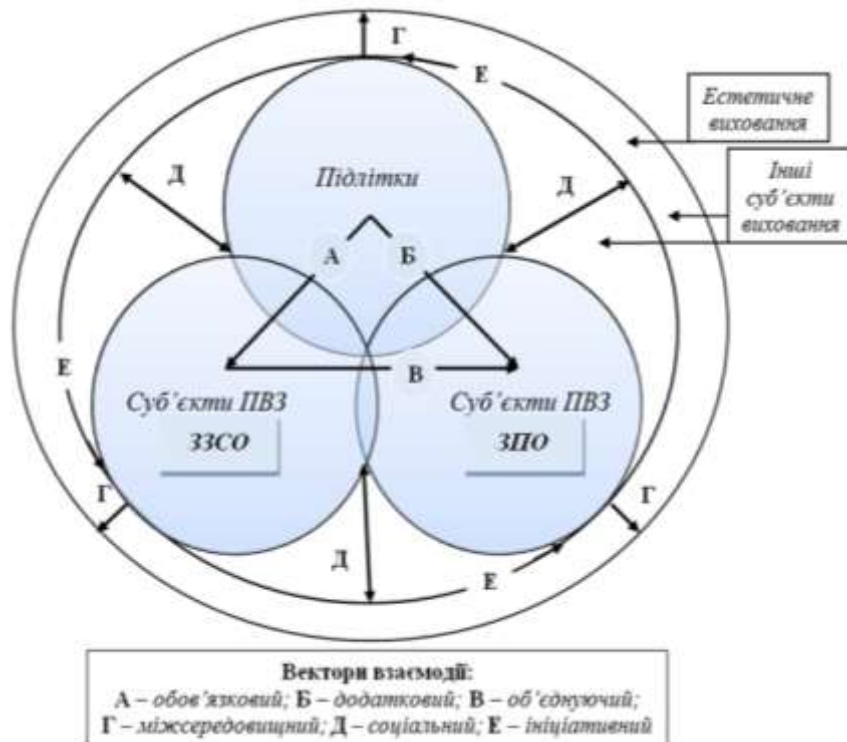 Г
Е
Естетичне
виховання
Д
Підлітки
Д
Інші
суб’єкти
виховання
А
Б
Е
В
Суб’єкти ПВЗ
Суб’єкти ПВЗ
ЗЗСО
ЗПО
Г
Г
Д
Е
Вектори взаємодії:
А – обов’язковий; Б – додатковий; В – об’єднуючий;
Г – міжсередовищний; Д – соціальний; Е – ініціативний